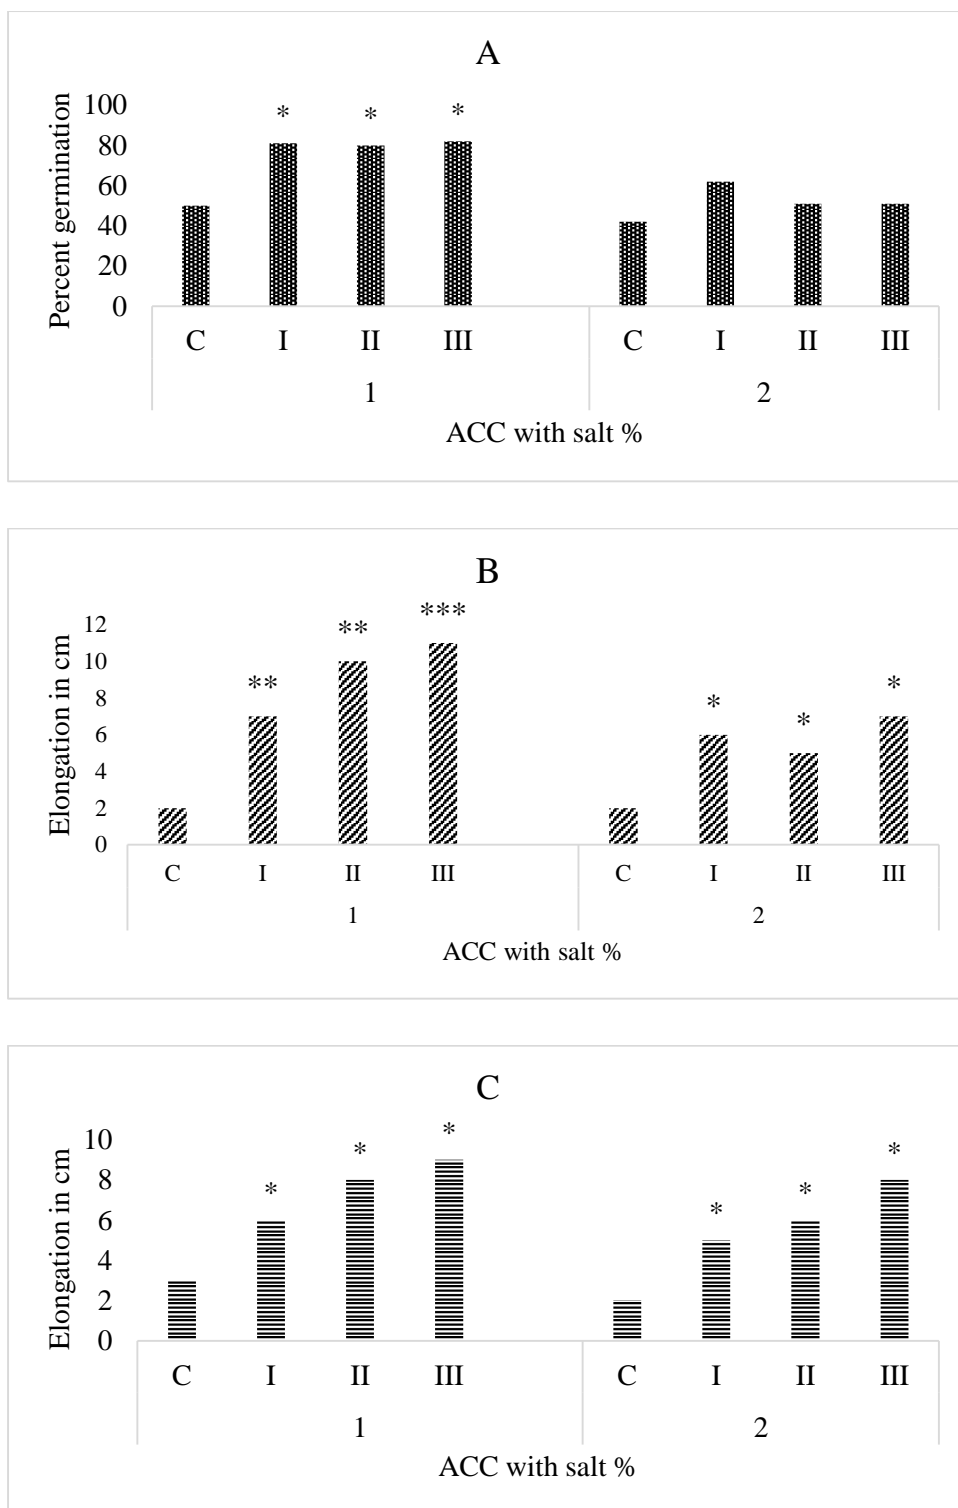 A
Percent germination
100
80
60
40
20
0
* * *
C I II III C I II III
1 2
ACC with salt %
B
Elongation in cm
12
10
8
6
4
2
0
** ** *** * * *
C I II III C I II III
1 2
ACC with salt %
C
Elongation in cm
10
8
6
4
2
0
* * * * * *
C I II III C I II III
1 2
ACC with salt %